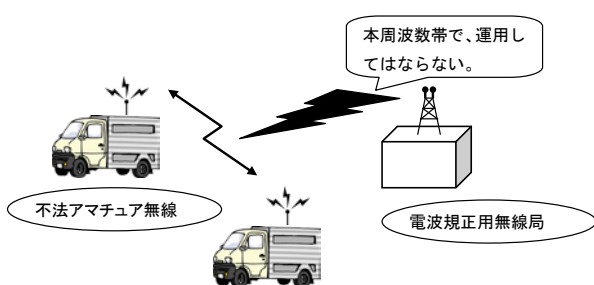 本周波数帯で、運用し
てはならない。
不法アマチュア無線
電波規正用無線局